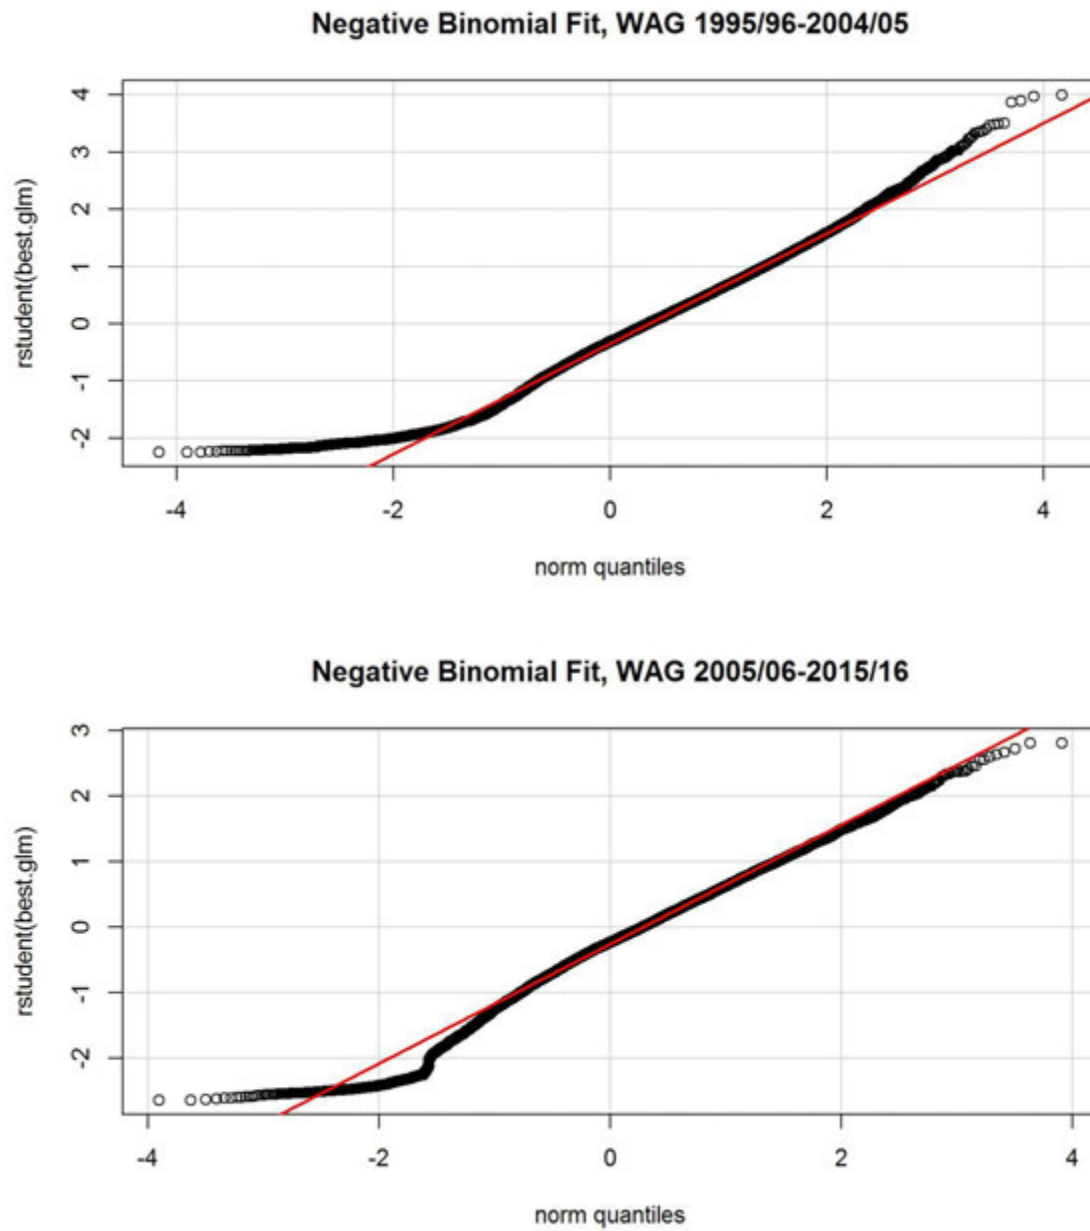 Negative Binomial Fit, WAG 1995/96-2004/05
rstudent(best.glm)
4
3
2
1
0
-1
-2
-4 -2 0 2 4
norm quantiles
Negative Binomial Fit, WAG 2005/06-2015/16
rstudent(best.glm)
3
2
1
0
-1
-2
-4 -2 0 2 4
norm quantiles